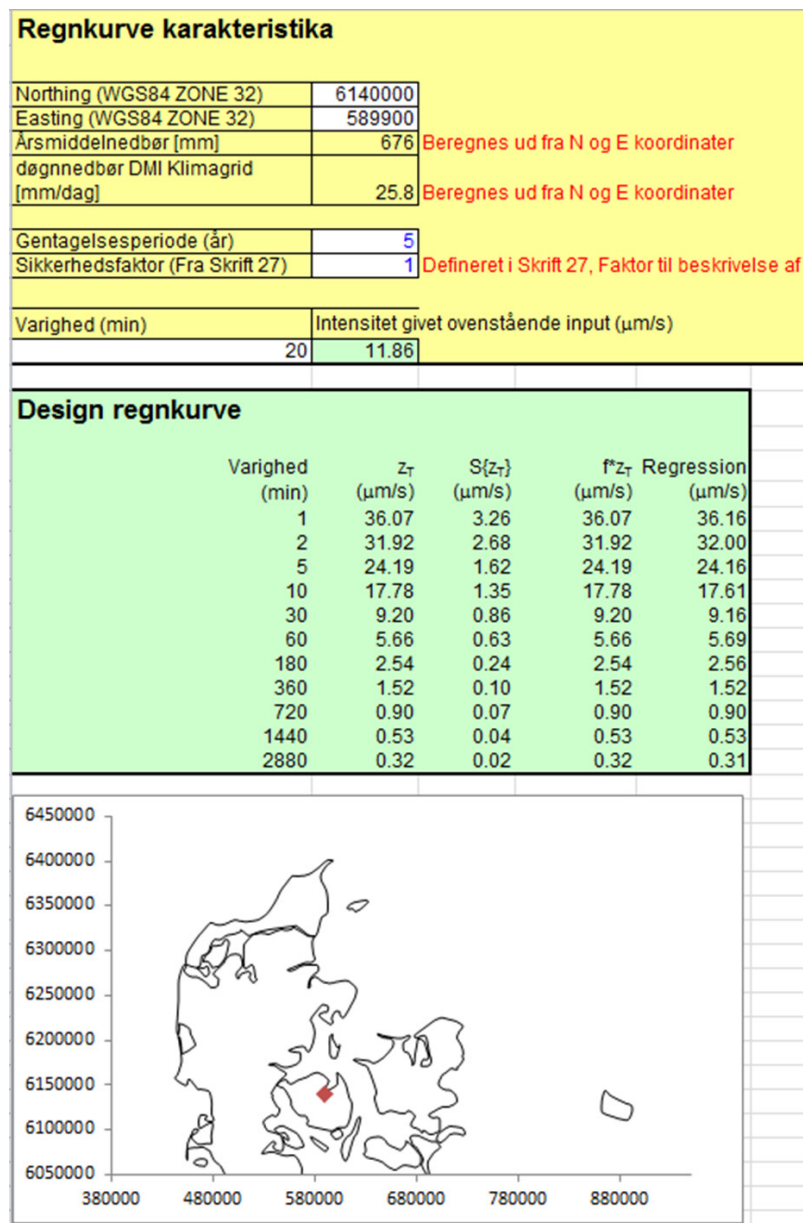 Regnkurve karakteristika
Northing (WGS84 ZONE 32) 6140000
Easting (WGS84 ZONE 32) 589900
Årsmiddelnedbør [mm] 676 Beregnes ud fra N og E koordinater
døgnnedbør DMI Klimagrid
[mm/dag] 25.8 Beregnes ud fra N og E koordinater
Gentagelsesperiode (år) 5
Sikkerhedsfaktor (Fra Skrift 27) 1 Defineret i Skrift 27, Faktor til beskrivelse af
Varighed (min) Intensitet givet ovenstående input (μm/s)
20 11.86
Design regnkurve
Varighed zT S{zT} f*zT Regression
(min) (μm/s) (μm/s) (μm/s) (μm/s)
1 36.07 3.26 36.07 36.16
2 31.92 2.68 31.92 32.00
5 24.19 1.62 24.19 24.16
10 17.78 1.35 17.78 17.61
30 9.20 0.86 9.20 9.16
60 5.66 0.63 5.66 5.69
180 2.54 0.24 2.54 2.56
360 1.52 0.10 1.52 1.52
720 0.90 0.07 0.90 0.90
1440 0.53 0.04 0.53 0.53
2880 0.32 0.02 0.32 0.31
6450000
6400000
6350000
6300000
6250000
6200000
6150000
6100000
6050000
380000 480000 580000 680000 780000 880000